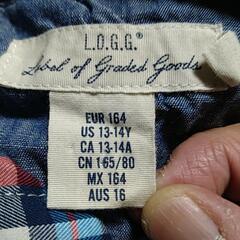 L.O.G.G.®
Label of Graded Goods
EUR 164
US 13-14Y
CA 13-14A
CN 165/80
MX 164
AUS 16